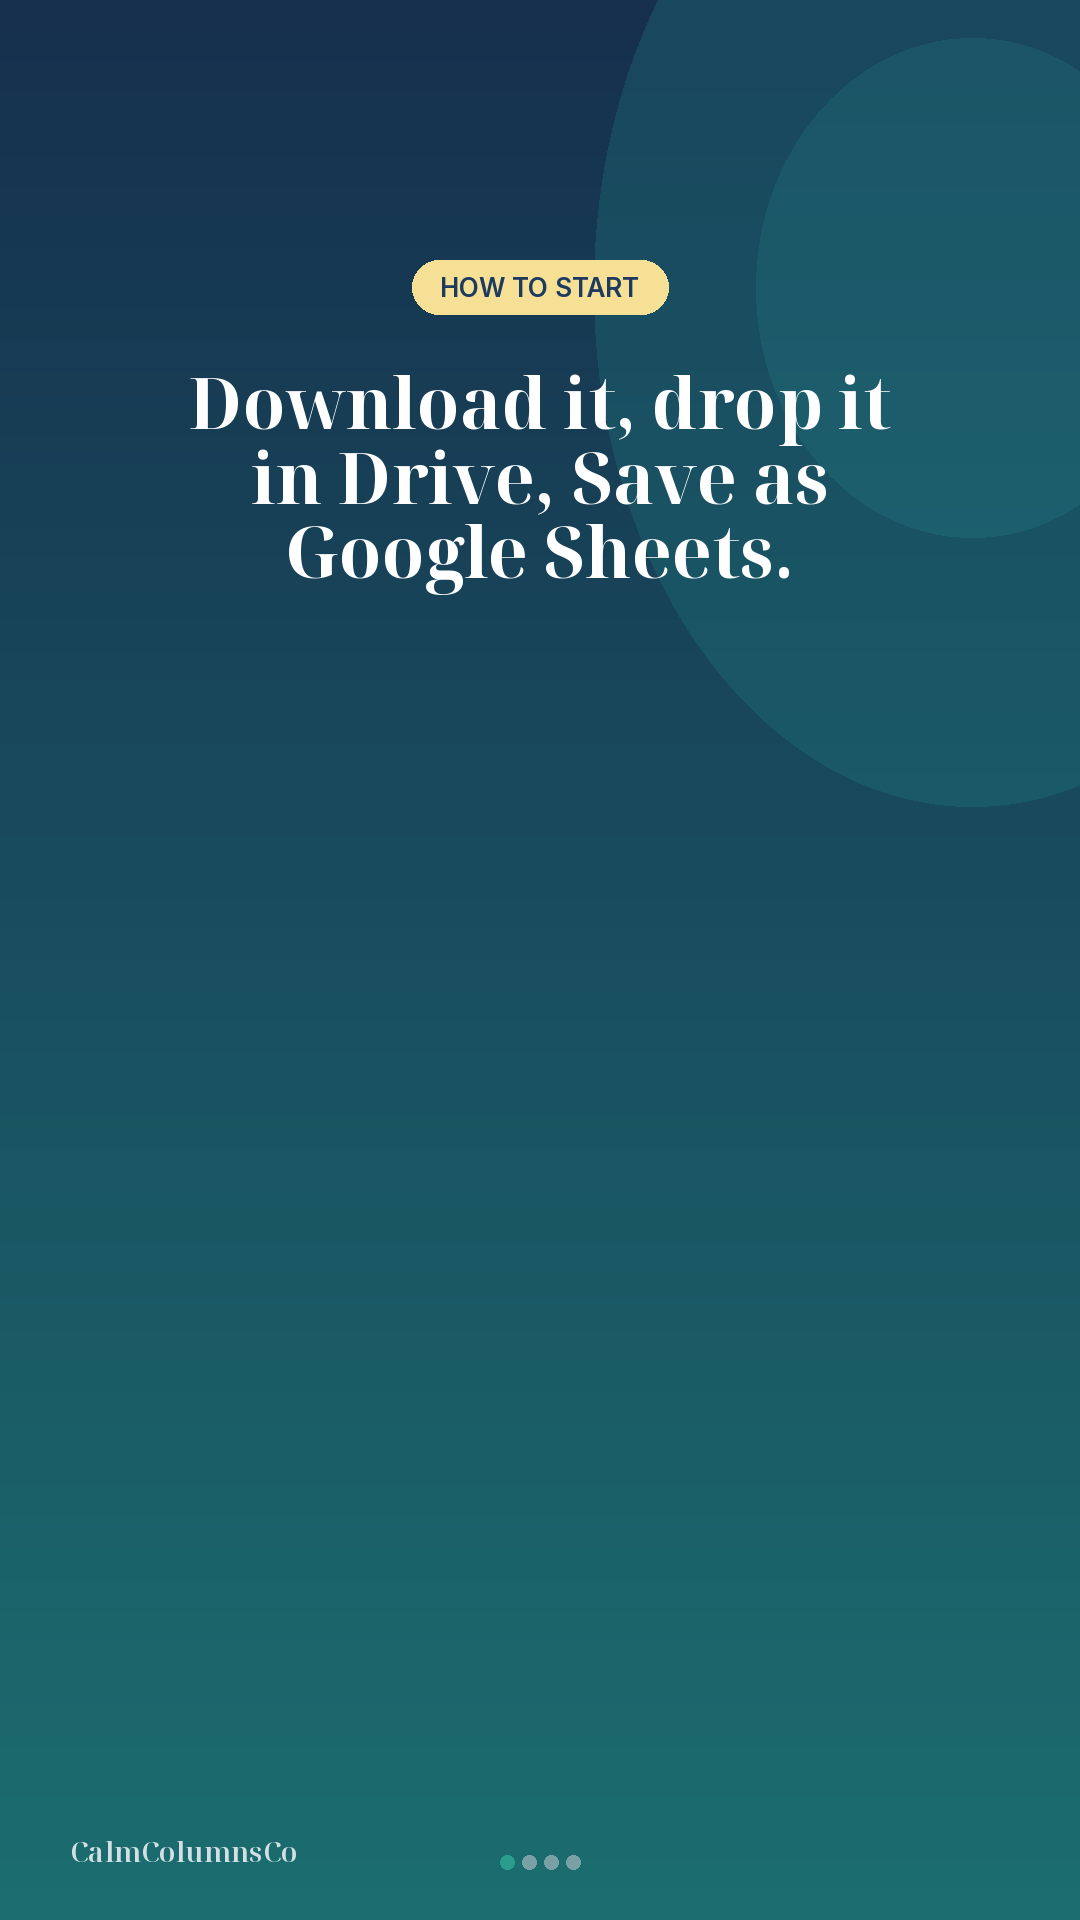 HOW TO START
Download it, drop it
in Drive, Save as
Google Sheets.
CalmColumnsCo